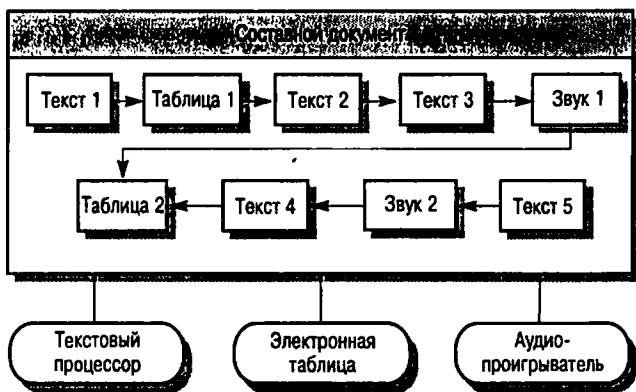 Составной документ
Текст 1
Таблица 1
Текст 2
Текст 3
Звук 1
Таблица 2
Текст 4
Звук 2
Текст 5
Текстовый
процессор
Электронная
таблица
Аудио-
проигрыватель